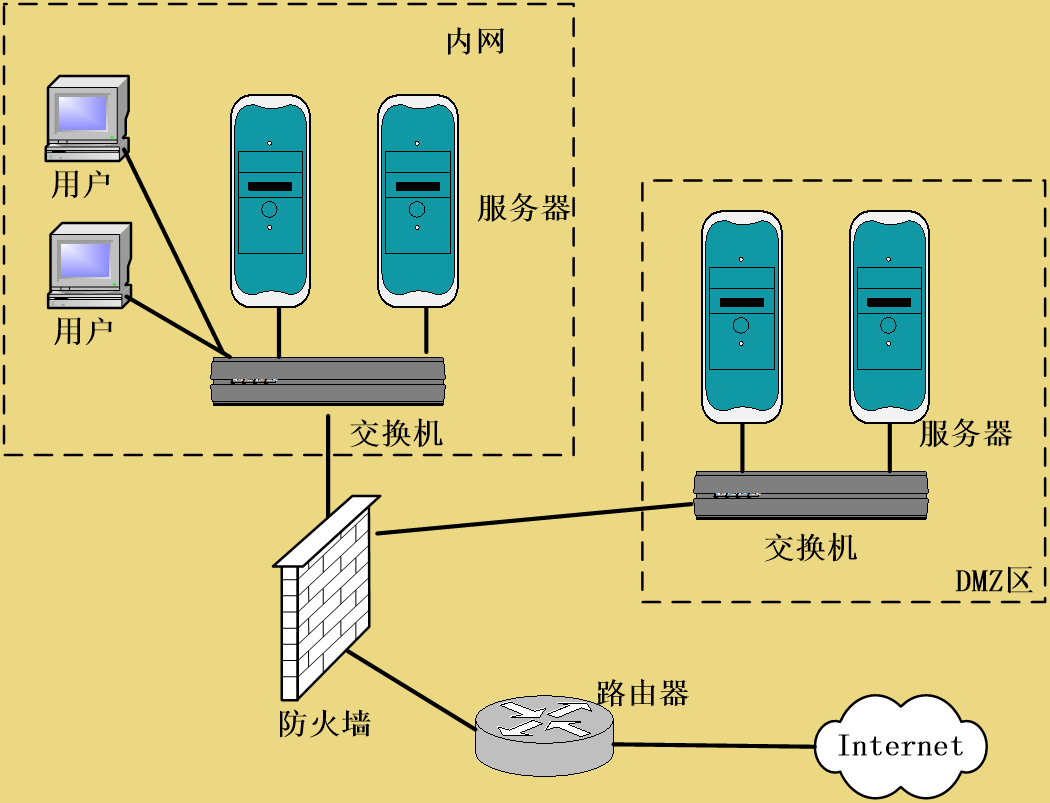 内网
用户
服务器
用户
交换机
服务器
交换机
DMZ区
路由器
防火墙
Internet